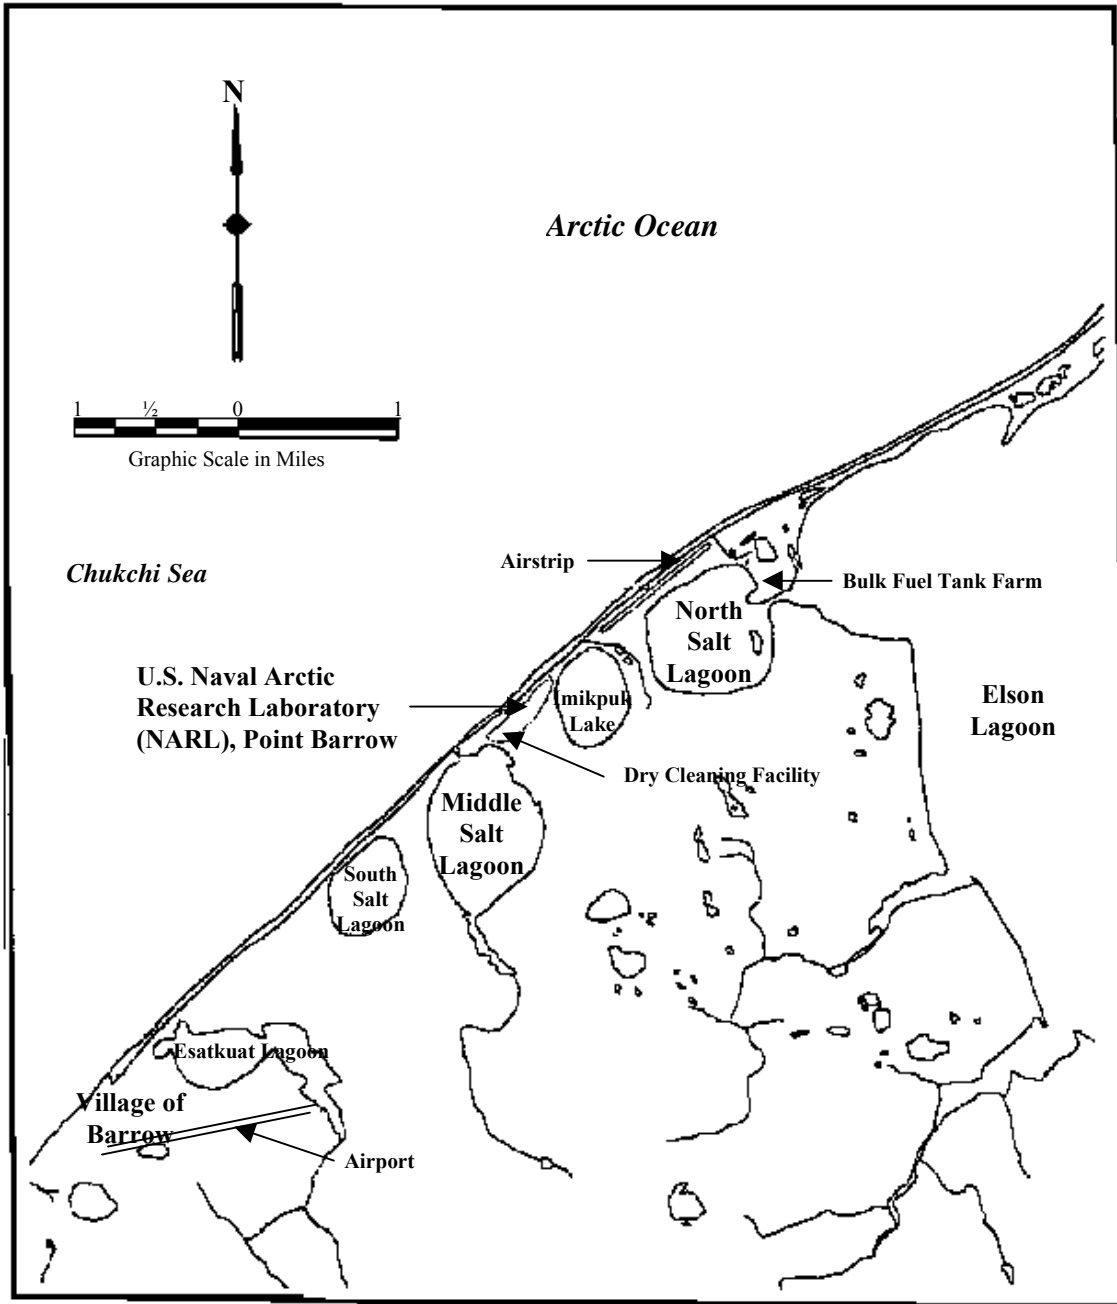 N
Arctic Ocean
1 ½ 0 1
Graphic Scale in Miles
Airstrip
Chukchi Sea
Bulk Fuel Tank Farm
North
Salt
Lagoon
U.S. Naval Arctic
Research Laboratory
(NARL), Point Barrow
Imikpuk
Lake
Elson
Lagoon
Dry Cleaning Facility
Middle
Salt
Lagoon
South
Salt
Lagoon
Esatkuat Lagoon
Village of
Barrow
Airport